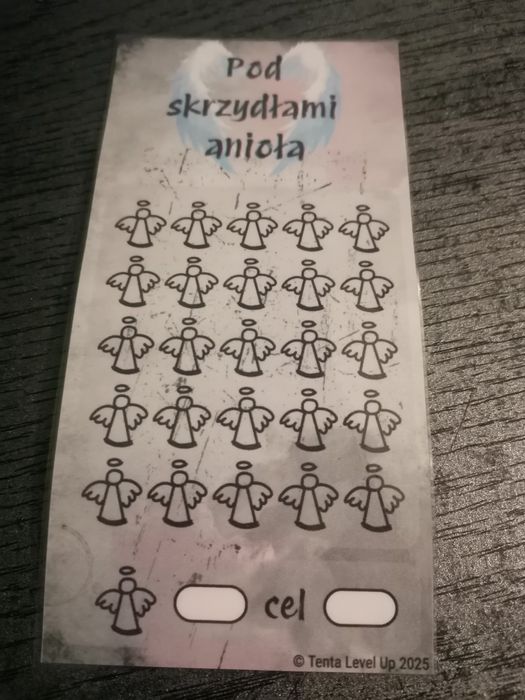 Pod
skrzydłami
anioła
cel
© Tenta Level Up 2025